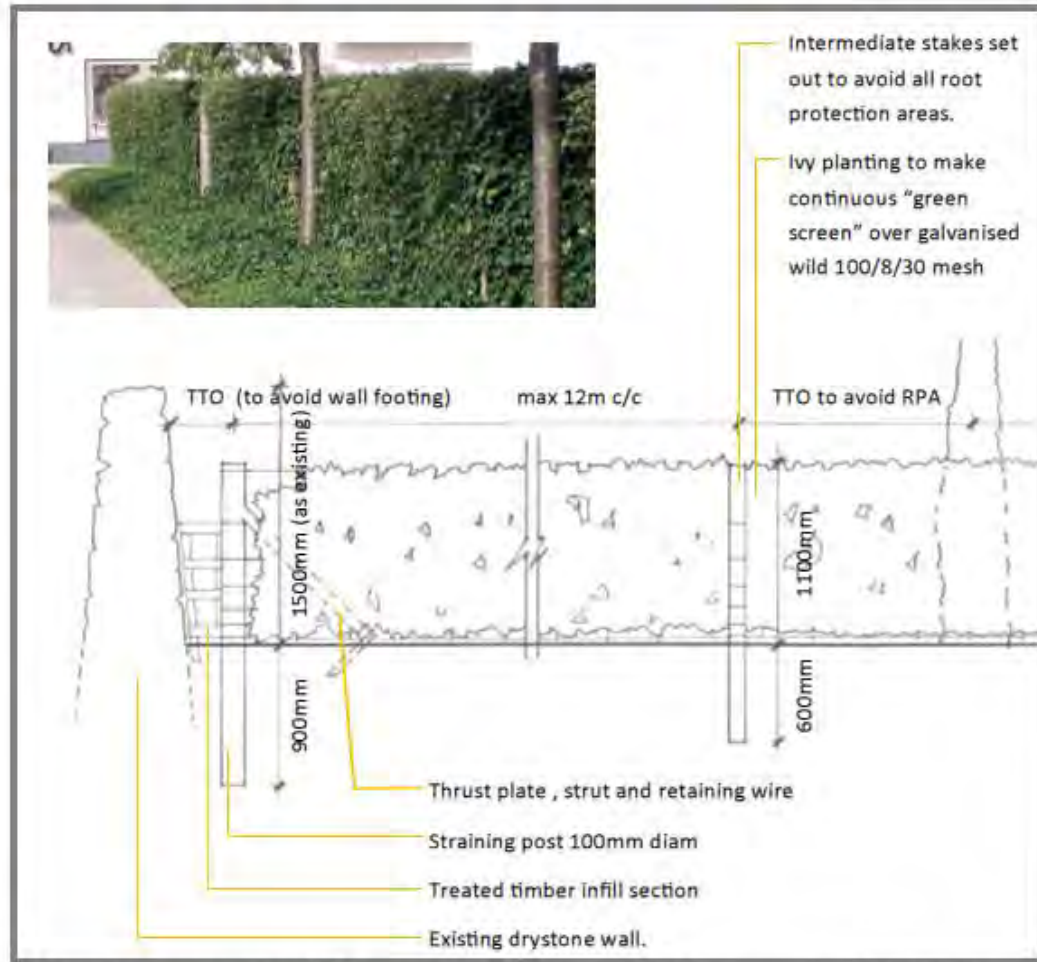 Intermediate stakes set
out to avoid all root
protection areas.
Ivy planting to make
continuous “green
screen” over galvanised
wild 100/8/30 mesh
TTO (to avoid wall footing)
max 12m c/c
TTO to avoid RPA
1500mm (as existing)
1100mm
900mm
600mm
Thrust plate , strut and retaining wire
Straining post 100mm diam
Treated timber infill section
Existing drystone wall.